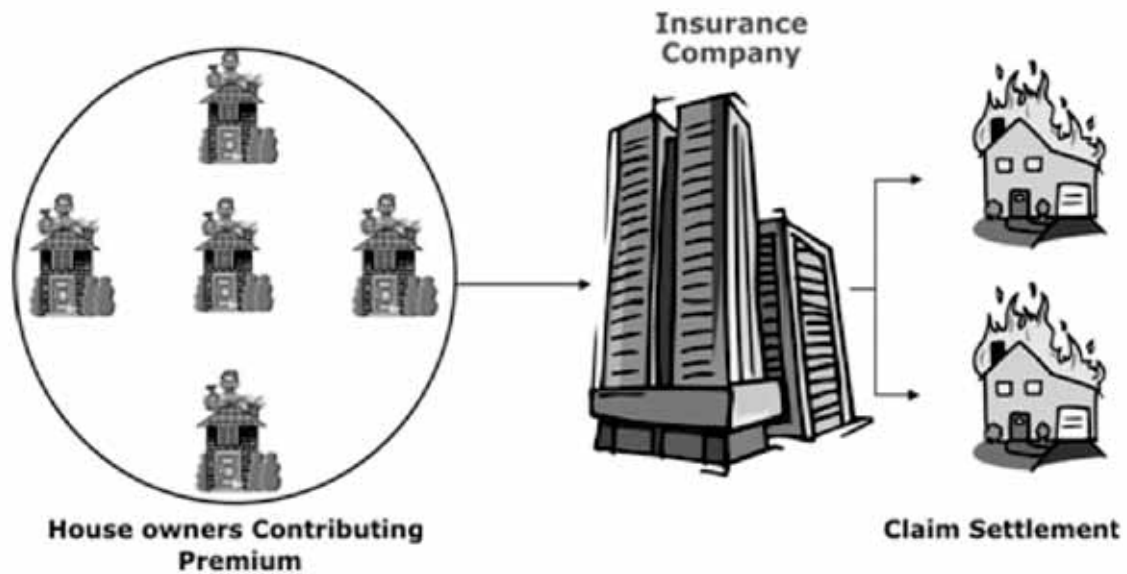 Insurance
Company
House owners Contributing
Premium
Claim Settlement